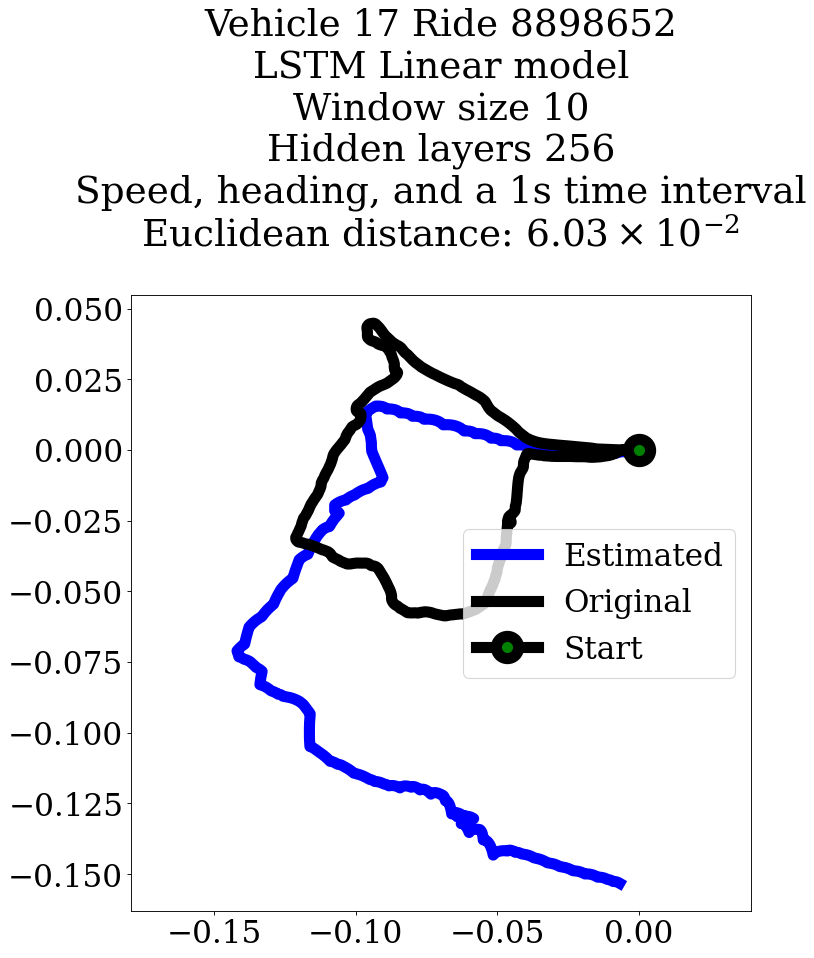 Vehicle 17 Ride 8898652
LSTM Linear model
Window size 10
Hidden layers 256
Speed, heading, and a 1s time interval
Euclidean distance: 6.03 × 10⁻²
0.050
0.025
0.000
−0.025
−0.050
−0.075
−0.100
−0.125
−0.150
Estimated
Original
Start
−0.15 −0.10 −0.05 0.00